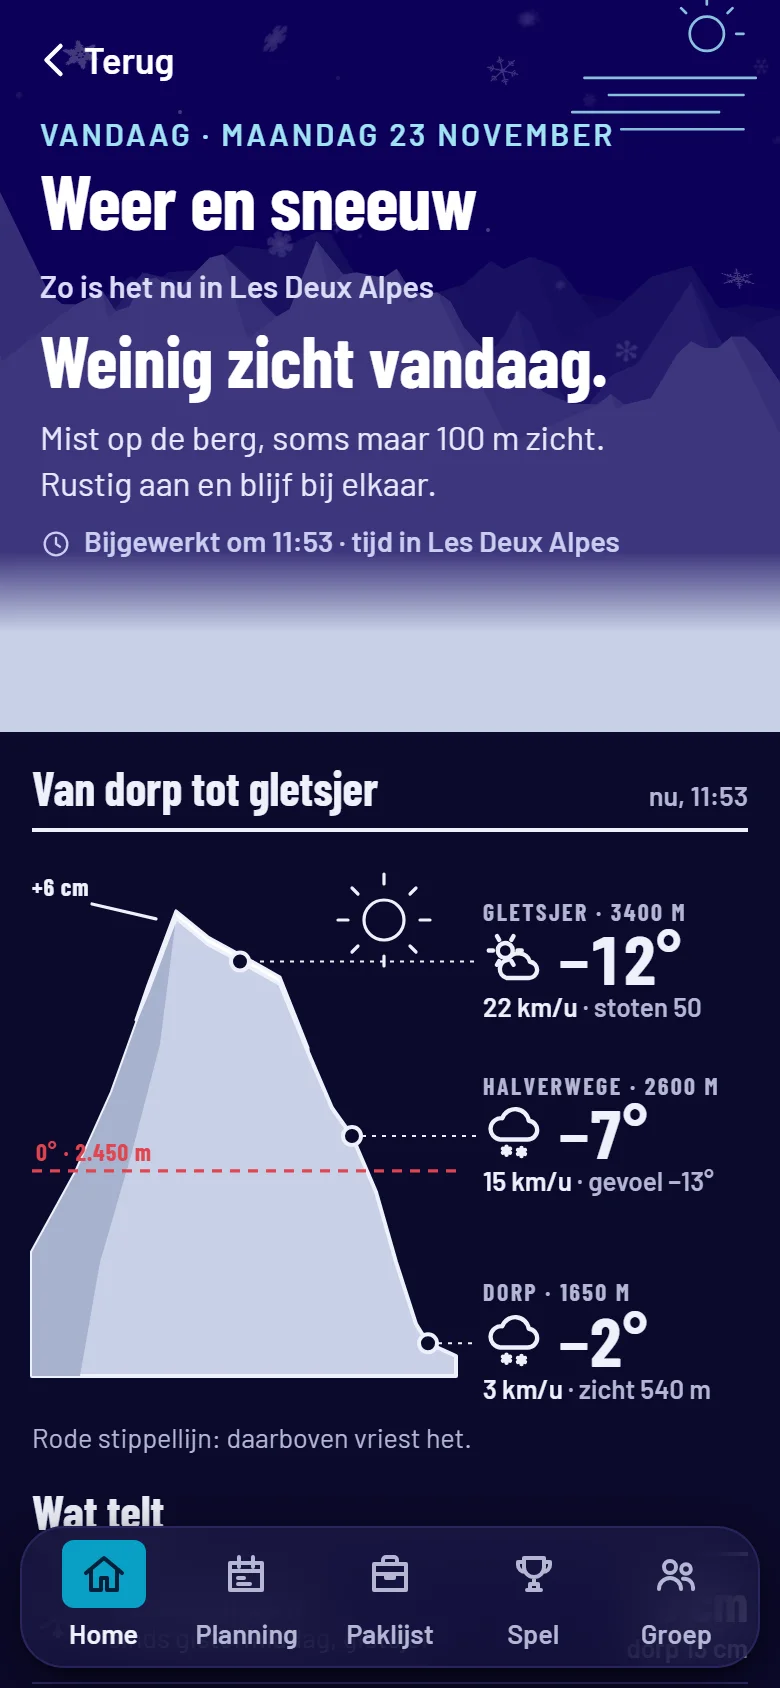 Terug
VANDAAG · MAANDAG 23 NOVEMBER
Weer en sneeuw
Zo is het nu in Les Deux Alpes
Weinig zicht vandaag.
Mist op de berg, soms maar 100 m zicht.
Rustig aan en blijf bij elkaar.
Bijgewerkt om 11:53 · tijd in Les Deux Alpes
Van dorp tot gletsjer
nu, 11:53
+6 cm
GLETSJER · 3400 M
−12°
22 km/u · stoten 50
HALVERWEGE · 2600 M
−7°
15 km/u · gevoel −13°
0° · 2.450 m
DORP · 1650 M
−2°
3 km/u · zicht 540 m
Rode stippellijn: daarboven vriest het.
Wat telt
Home
Planning
Paklijst
Spel
Groep